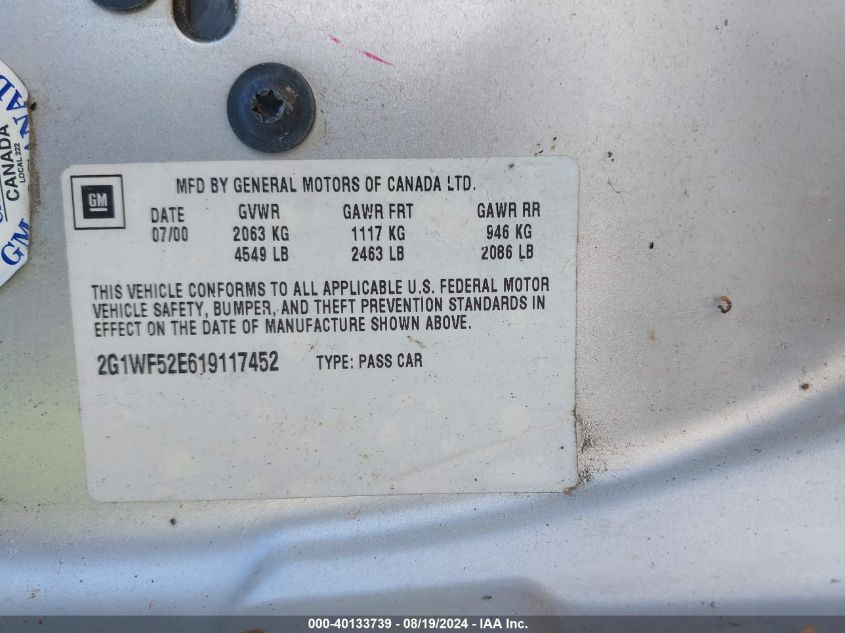 CANADA
LOCAL 222
GM
GM
MFD BY GENERAL MOTORS OF CANADA LTD.
DATE GVWR GAWR FRT GAWR RR
07/00 2063 KG 1117 KG 946 KG
4549 LB 2463 LB 2086 LB
THIS VEHICLE CONFORMS TO ALL APPLICABLE U.S. FEDERAL MOTOR
VEHICLE SAFETY, BUMPER, AND THEFT PREVENTION STANDARDS IN
EFFECT ON THE DATE OF MANUFACTURE SHOWN ABOVE.
2G1WF52E619117452 TYPE: PASS CAR
000-40133739 - 08/19/2024 - IAA Inc.